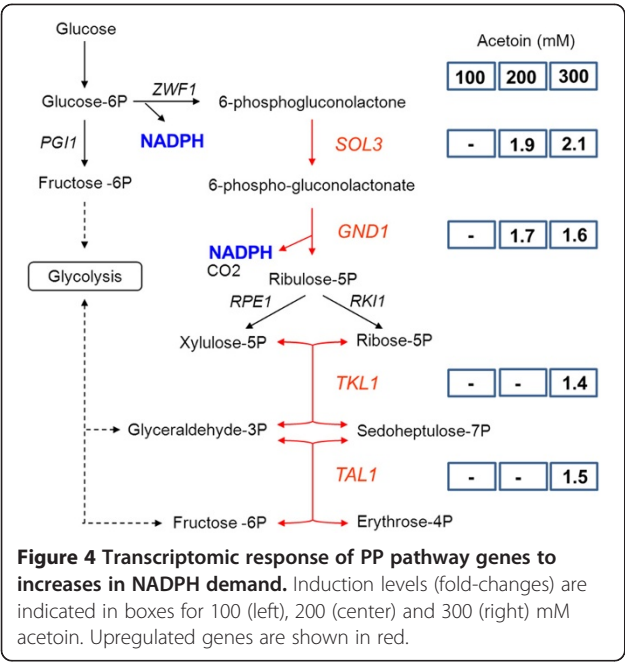 Glucose
Acetoin (mM)
100 200 300
Glucose-6P ZWF1 6-phosphogluconolactone
PGI1 NADPH SOL3 - 1.9 2.1
Fructose -6P 6-phospho-gluconolactonate
GND1 - 1.7 1.6
NADPH
CO2
Glycolysis Ribulose-5P
RPE1 RKI1
Xylulose-5P Ribose-5P
TKL1 - - 1.4
Glyceraldehyde-3P Sedoheptulose-7P
TAL1 - - 1.5
Fructose -6P Erythrose-4P
Figure 4 Transcriptomic response of PP pathway genes to
increases in NADPH demand. Induction levels (fold-changes) are
indicated in boxes for 100 (left), 200 (center) and 300 (right) mM
acetoin. Upregulated genes are shown in red.